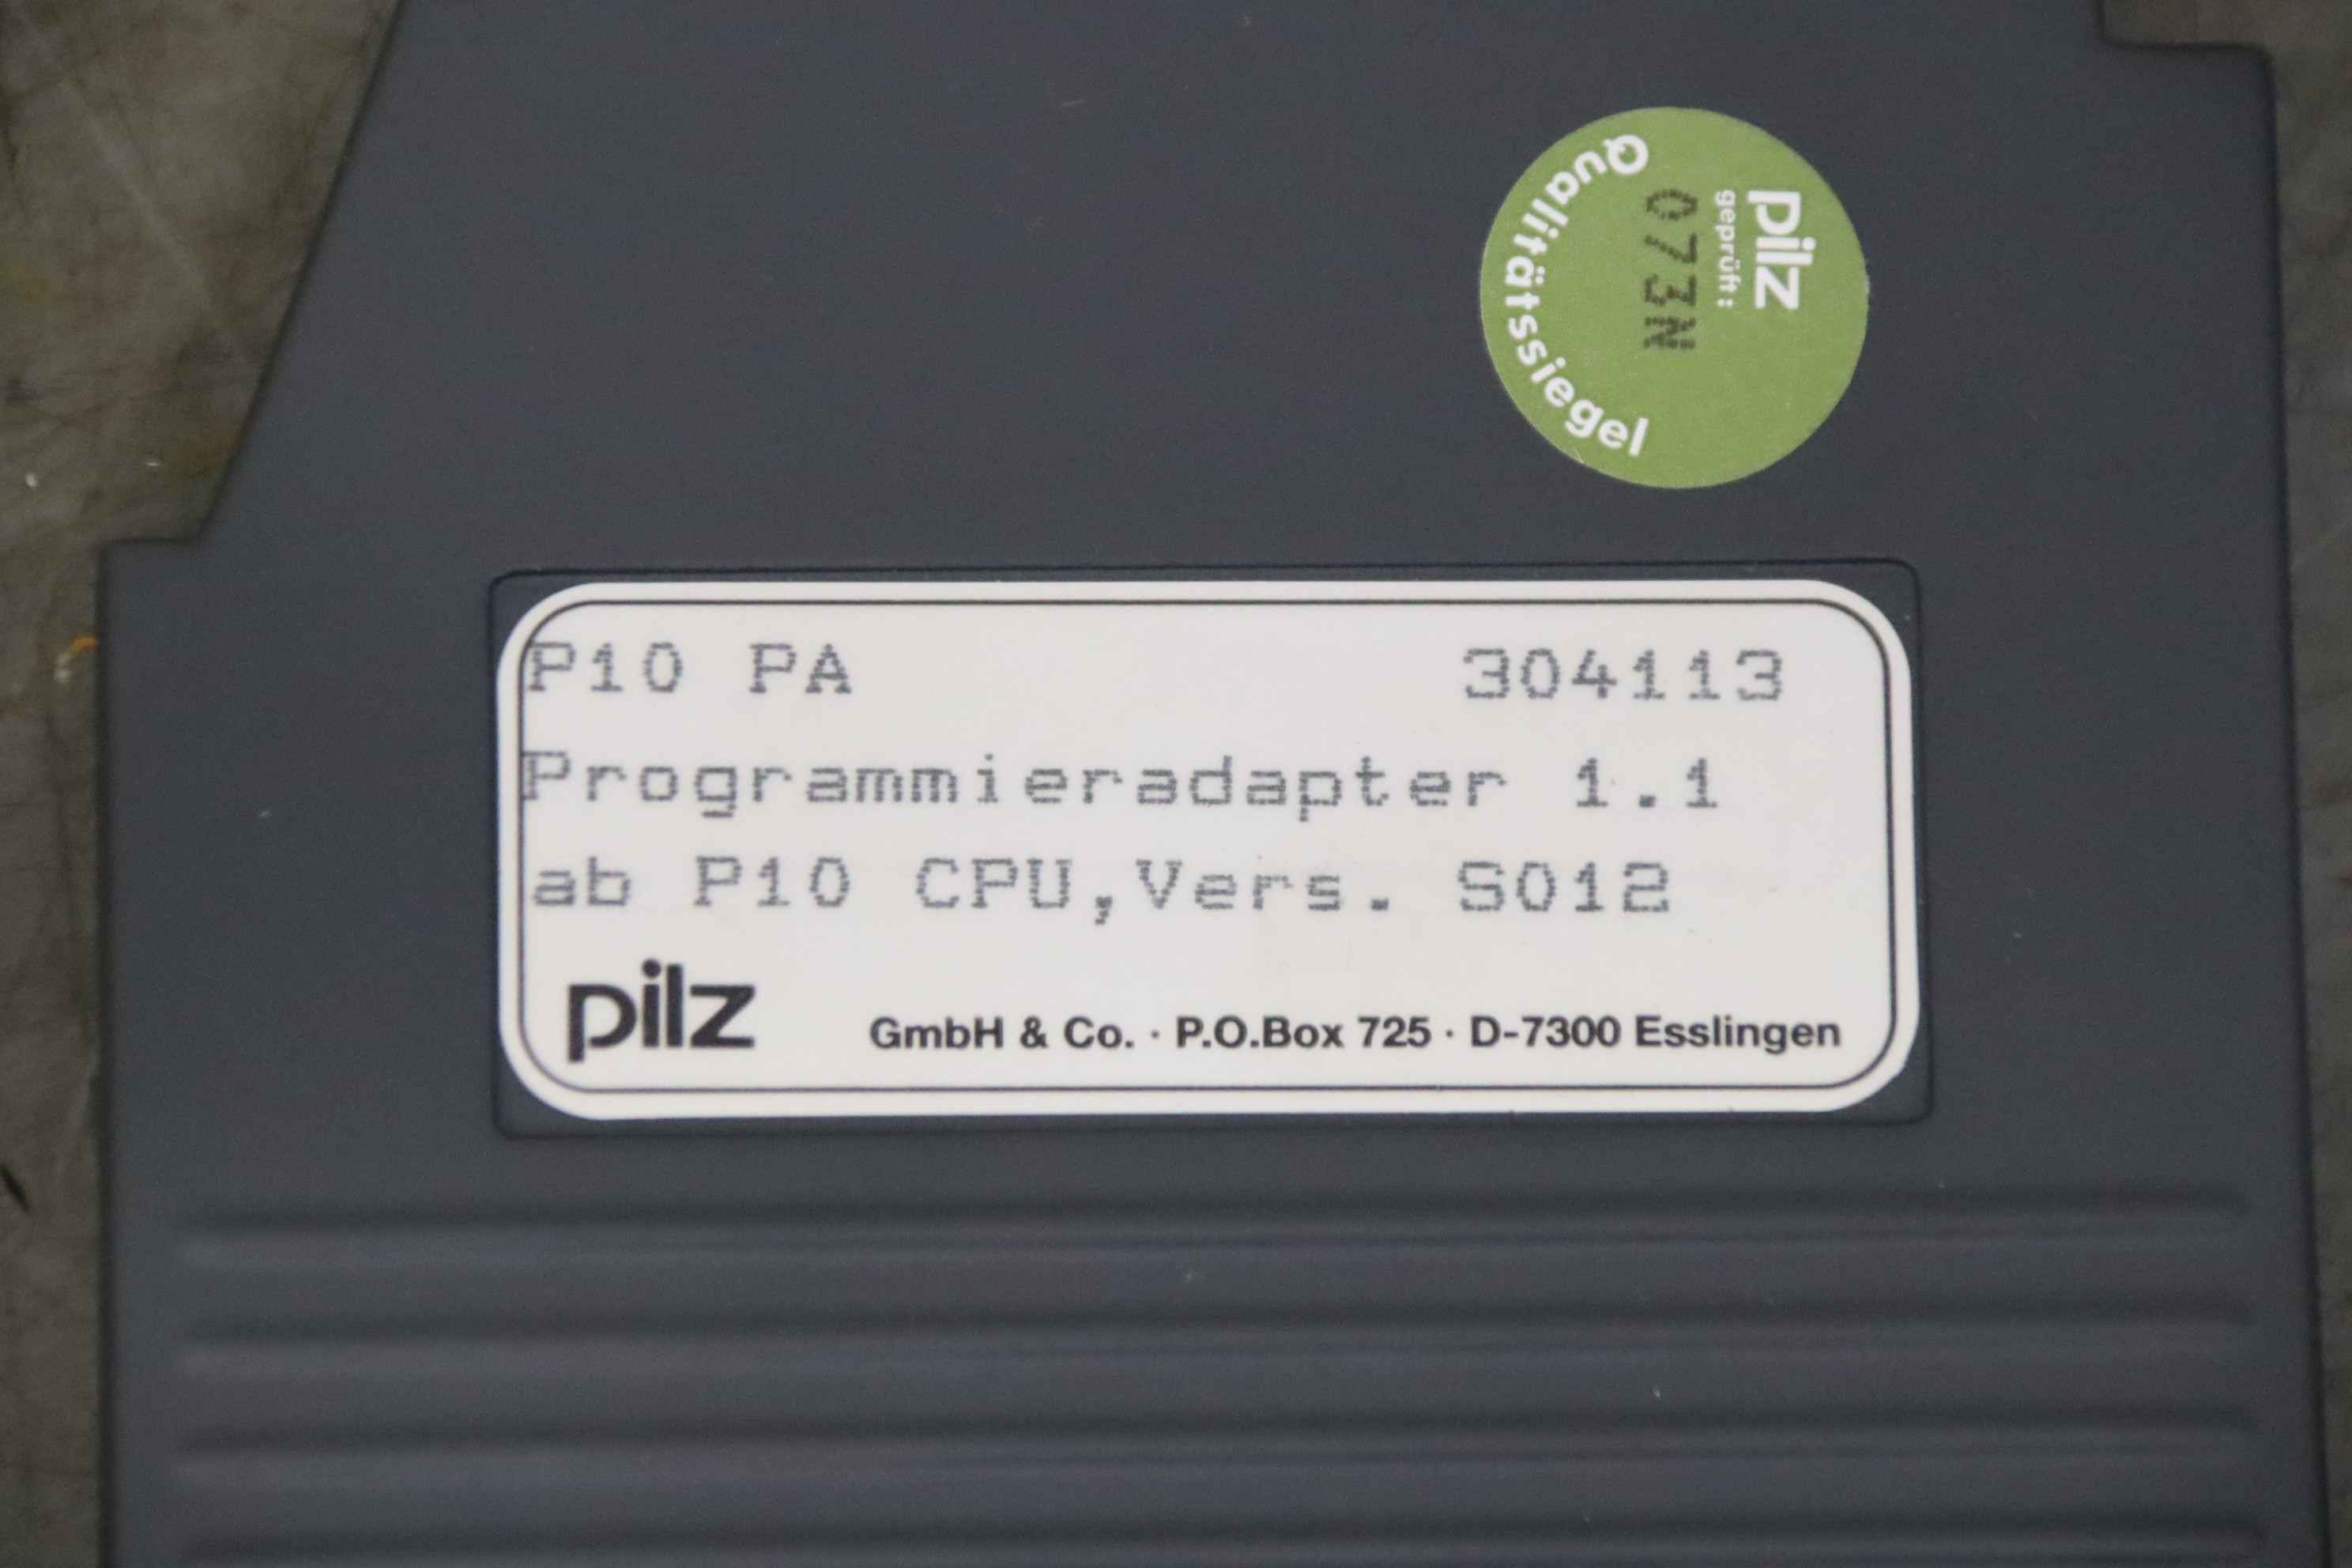 pilz
geprüft:
073N
Qualitätssiegel
P10 PA 304113
Programmieradapter 1.1
ab P10 CPU,Vers. S012
pilz GmbH & Co. · P.O.Box 725 · D-7300 Esslingen